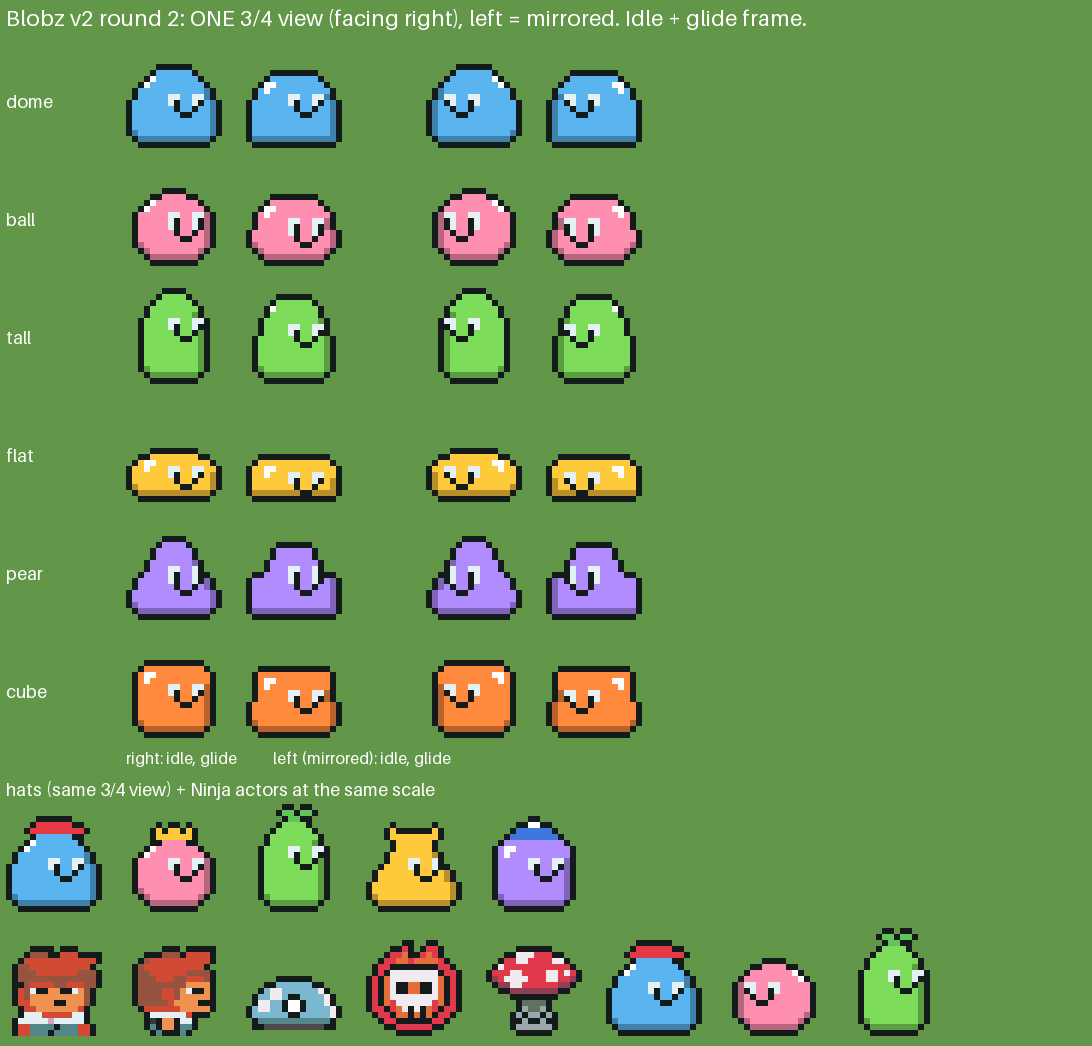 Blobz v2 round 2: ONE 3/4 view (facing right), left = mirrored. Idle + glide frame.
dome
ball
tall
flat
pear
cube
right: idle, glide
left (mirrored): idle, glide
hats (same 3/4 view) + Ninja actors at the same scale